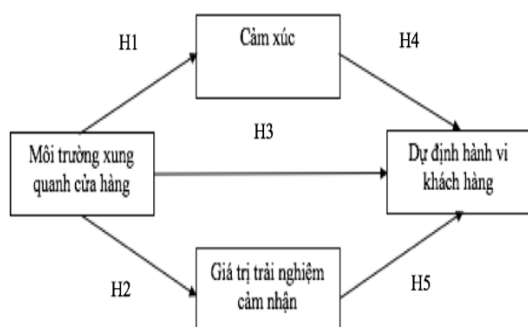 H1
Cảm xúc
H4
H3
Môi trường xung
quanh cửa hàng
Dự định hành vi
khách hàng
H2
Giá trị trải nghiệm
cảm nhận
H5